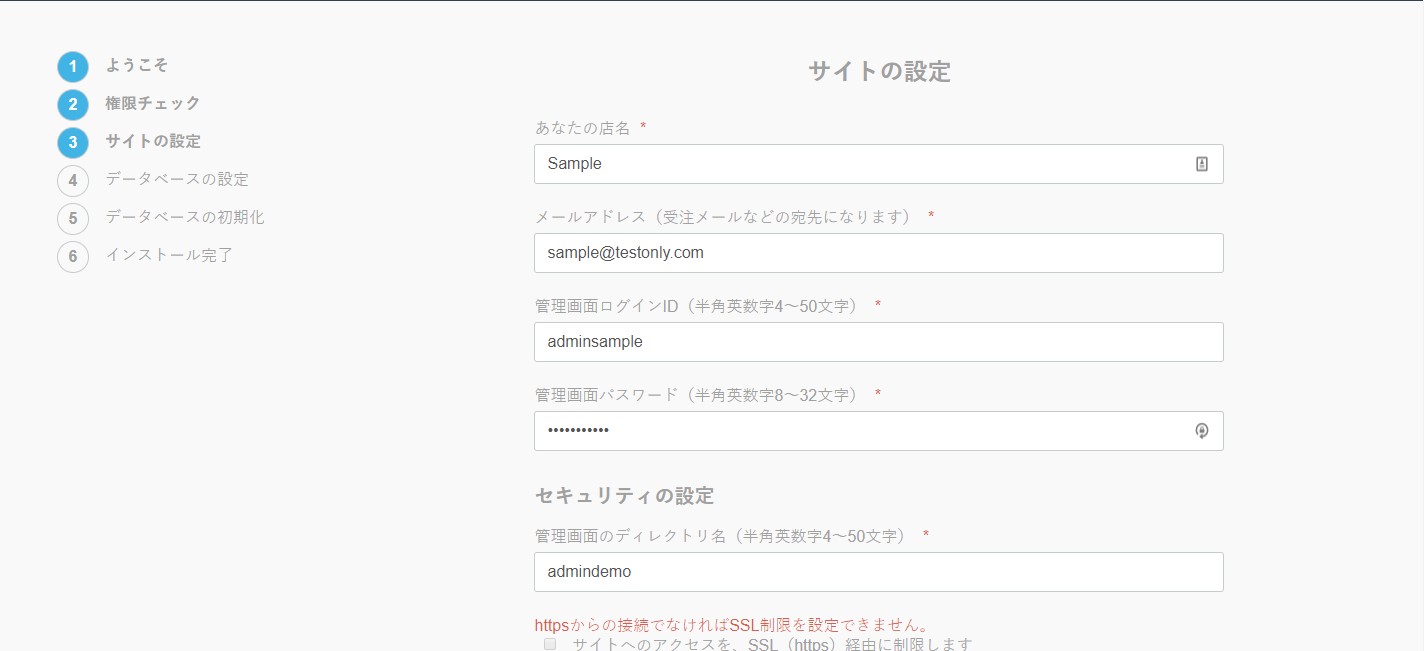 1 ようこそ
2 権限チェック
3 サイトの設定
4 データベースの設定
5 データベースの初期化
6 インストール完了
サイトの設定
あなたの店名 *
Sample
メールアドレス（受注メールなどの宛先になります） *
sample@testonly.com
管理画面ログインID（半角英数字4～50文字） *
adminsample
管理画面パスワード（半角英数字8～32文字） *
•••••••••••
セキュリティの設定
管理画面のディレクトリ名（半角英数字4～50文字） *
admindemo
httpsからの接続でなければSSL制限を設定できません。
サイトへのアクセスを、SSL（https）経由に制限します